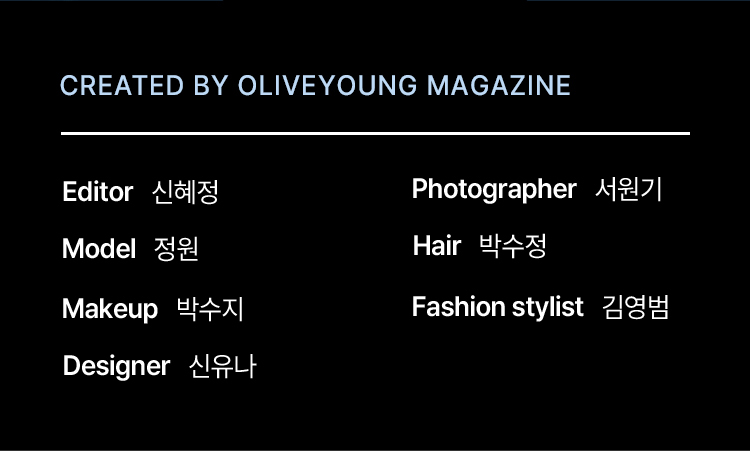 CREATED BY OLIVEYOUNG MAGAZINE
Editor 신혜정
Photographer 서원기
Model 정원
Hair 박수정
Makeup 박수지
Fashion stylist 김영범
Designer 신유나